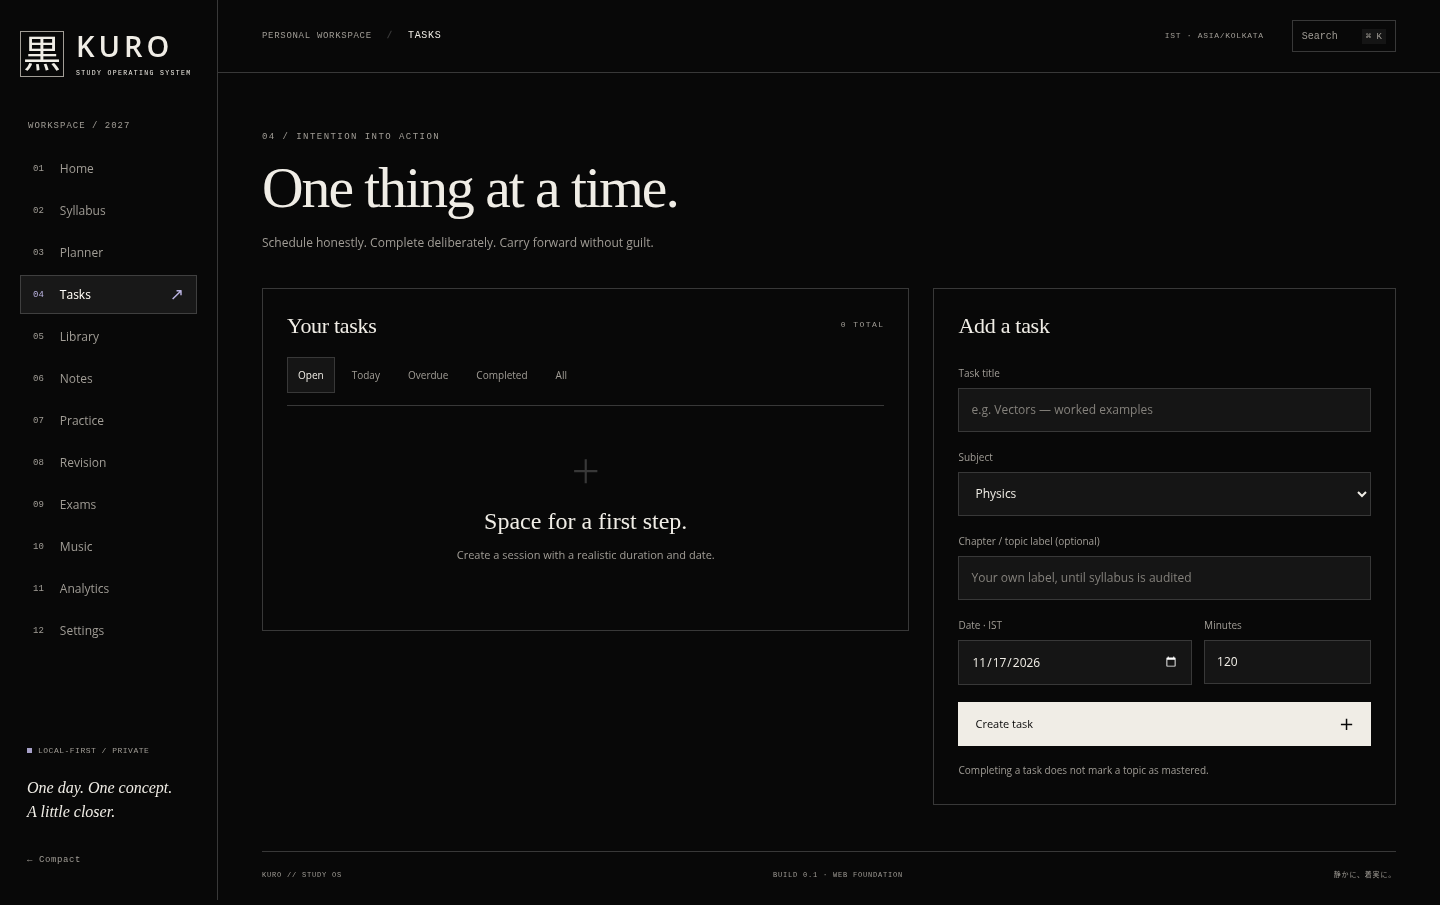 黒 KURO
STUDY OPERATING SYSTEM
WORKSPACE / 2027
01 Home
02 Syllabus
03 Planner
04 Tasks ↗
05 Library
06 Notes
07 Practice
08 Revision
09 Exams
10 Music
11 Analytics
12 Settings
LOCAL-FIRST / PRIVATE
One day. One concept.
A little closer.
← Compact
PERSONAL WORKSPACE / TASKS
IST · ASIA/KOLKATA
Search ⌘ K
04 / INTENTION INTO ACTION
One thing at a time.
Schedule honestly. Complete deliberately. Carry forward without guilt.
Your tasks
0 TOTAL
Open Today Overdue Completed All
Space for a first step.
Create a session with a realistic duration and date.
Add a task
Task title
e.g. Vectors — worked examples
Subject
Physics
Chapter / topic label (optional)
Your own label, until syllabus is audited
Date · IST Minutes
11/17/2026 120
Create task +
Completing a task does not mark a topic as mastered.
KURO // STUDY OS
BUILD 0.1 · WEB FOUNDATION
静かに、着実に。